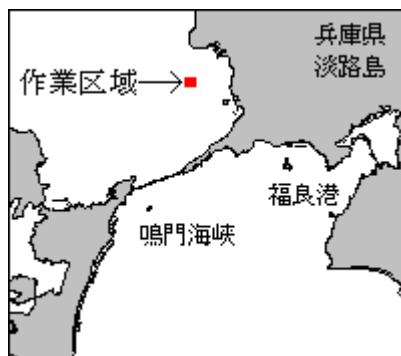 兵庫県
淡路島
作業区域
福良港
鳴門海峡